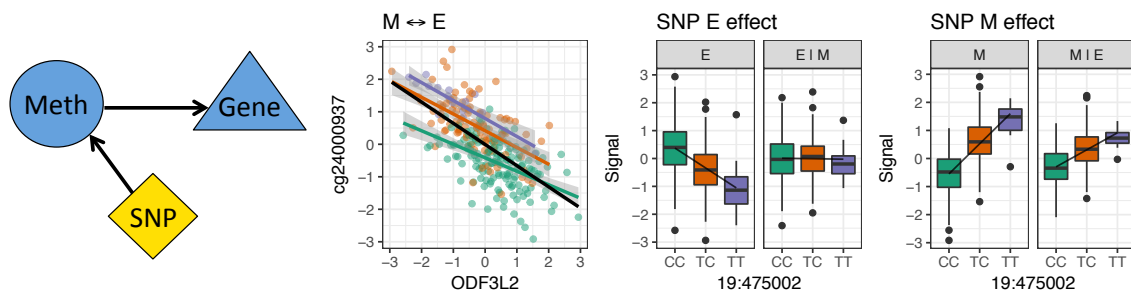 Meth
Gene
SNP
M ↔ E
cg24000937
3
2
1
0
−1
−2
−3
−3 −2 −1 0 1 2 3
ODF3L2
SNP E effect
E
E | M
Signal
3
2
1
0
−1
−2
−3
CC TC TT CC TC TT
19:475002
SNP M effect
M
M | E
Signal
3
2
1
0
−1
−2
−3
CC TC TT CC TC TT
19:475002